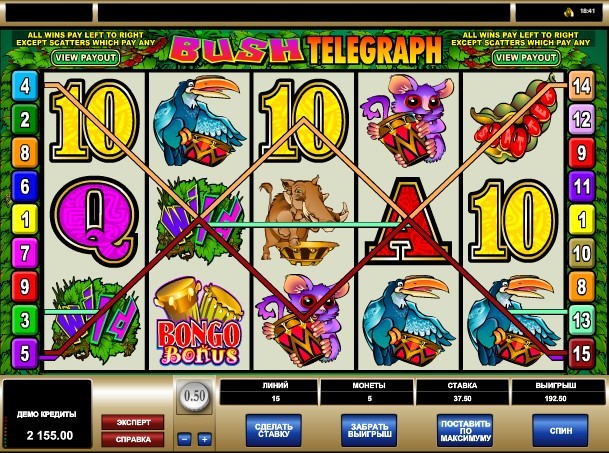 18:41
ALL WINS PAY LEFT TO RIGHT
EXCEPT SCATTERS WHICH PAY ANY
VIEW PAYOUT
BUSH TELEGRAPH
ALL WINS PAY LEFT TO RIGHT
EXCEPT SCATTERS WHICH PAY ANY
VIEW PAYOUT
4
10
10
14
2
12
8
9
6
Q
Wild
A
10
11
1
1
7
10
9
Wild
BONGO
Bonus
8
3
13
5
15
ДЕМО КРЕДИТЫ
2 155.00
ЭКСПЕРТ
СПРАВКА
0.50
ЛИНИЙ
15
МОНЕТЫ
5
СТАВКА
37.50
ВЫИГРЫШ
192.50
СДЕЛАТЬ
СТАВКУ
ЗАБРАТЬ
ВЫИГРЫШ
ПОСТАВИТЬ
ПО
МАКСИМУМУ
СПИН